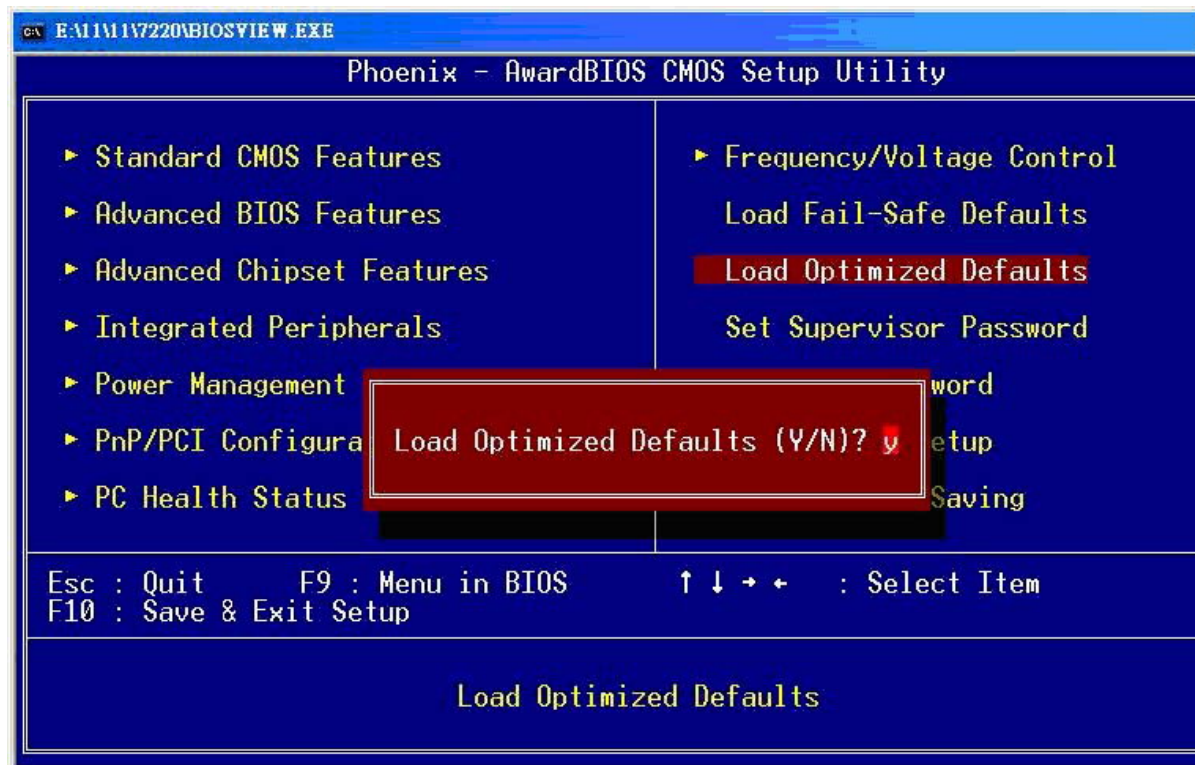 E:\11\11\7220\BIOSVIEW.EXE
Phoenix - AwardBIOS CMOS Setup Utility
▶ Standard CMOS Features
▶ Advanced BIOS Features
▶ Advanced Chipset Features
▶ Integrated Peripherals
▶ Power Management
▶ PnP/PCI Configura
▶ PC Health Status
▶ Frequency/Voltage Control
Load Fail-Safe Defaults
Load Optimized Defaults
Set Supervisor Password
word
etup
Saving
Load Optimized Defaults (Y/N)? y
Esc : Quit F9 : Menu in BIOS ↑ ↓ → ← : Select Item
F10 : Save & Exit Setup
Load Optimized Defaults